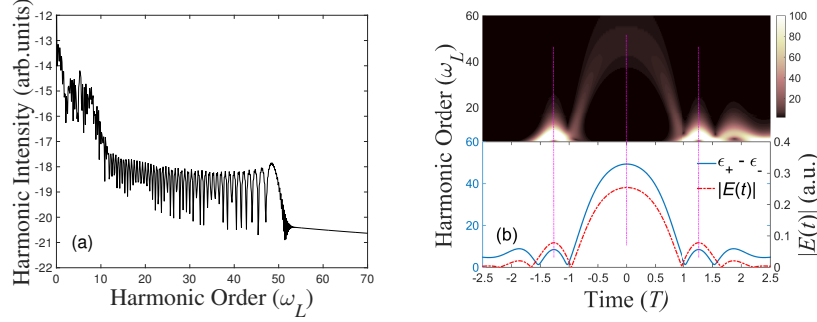 -12
-13
-14
-15
-16
-17
-18
-19
-20
-21
-22
0 10 20 30 40 50 60 70
Harmonic Intensity (arb.units)
Harmonic Order (ω_L)
(a)
60
40
20
100
80
60
40
20
Harmonic Order (ω_L)
60
40
20
0
0.4
0.3
0.2
0.1
0
ϵ_+ - ϵ_-
|E(t)|
|E(t)| (a.u.)
(b)
-2.5 -2 -1.5 -1 -0.5 0 0.5 1 1.5 2 2.5
Time (T)